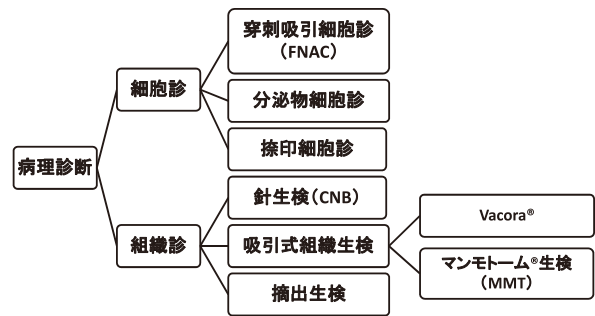 病理診断
細胞診
穿刺吸引細胞診
（FNAC）
分泌物細胞診
捺印細胞診
組織診
針生検（CNB）
吸引式組織生検
Vacora®
マンモトーム®生検
（MMT）
摘出生検